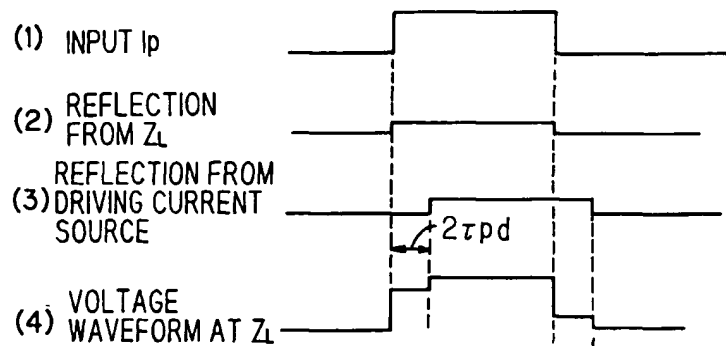 (1) INPUT Ip
(2) REFLECTION
FROM ZL
(3) REFLECTION FROM
DRIVING CURRENT
SOURCE
2τpd
(4) VOLTAGE
WAVEFORM AT ZL